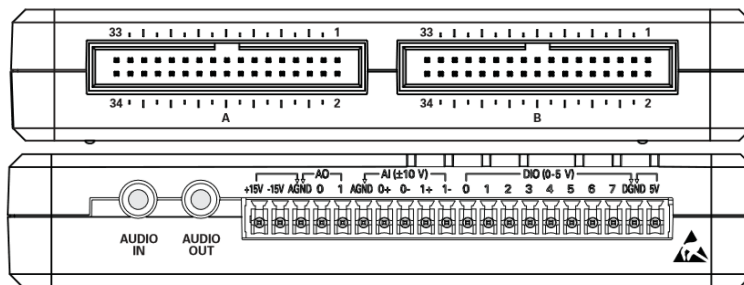 33 1 33 1
34 2 34 2
A B
AO AI (±10 V) DIO (0-5 V)
+15V -15V AGND 0 1 AGND 0+ 0- 1+ 1- 0 1 2 3 4 5 6 7 DGND 5V
AUDIO IN AUDIO OUT